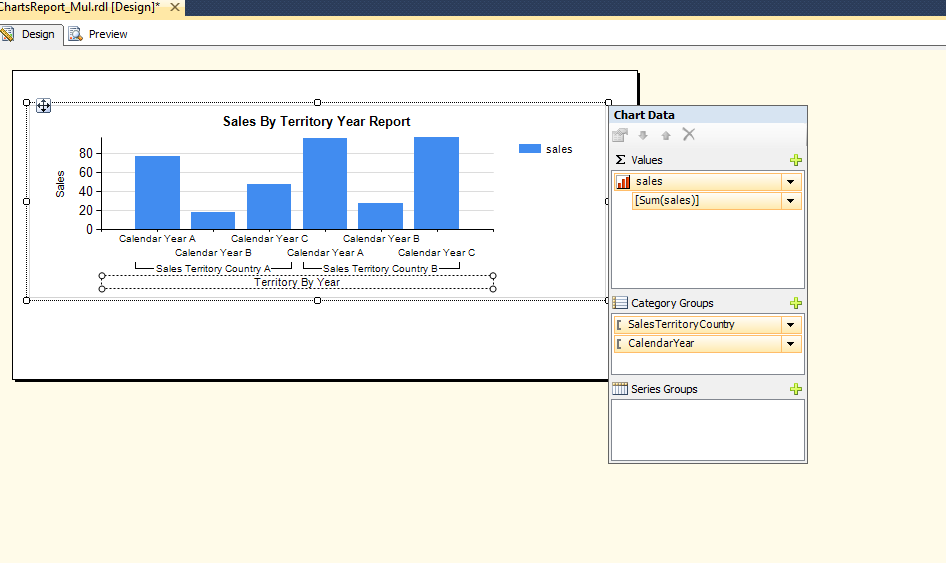 ChartsReport_Mul.rdl [Design]*
Design Preview
Sales By Territory Year Report
sales
Sales
80
60
40
20
0
Calendar Year A Calendar Year C Calendar Year B
Calendar Year B Calendar Year A Calendar Year C
Sales Territory Country A Sales Territory Country B
Territory By Year
Chart Data
Σ Values
sales
[Sum(sales)]
Category Groups
SalesTerritoryCountry
CalendarYear
Series Groups